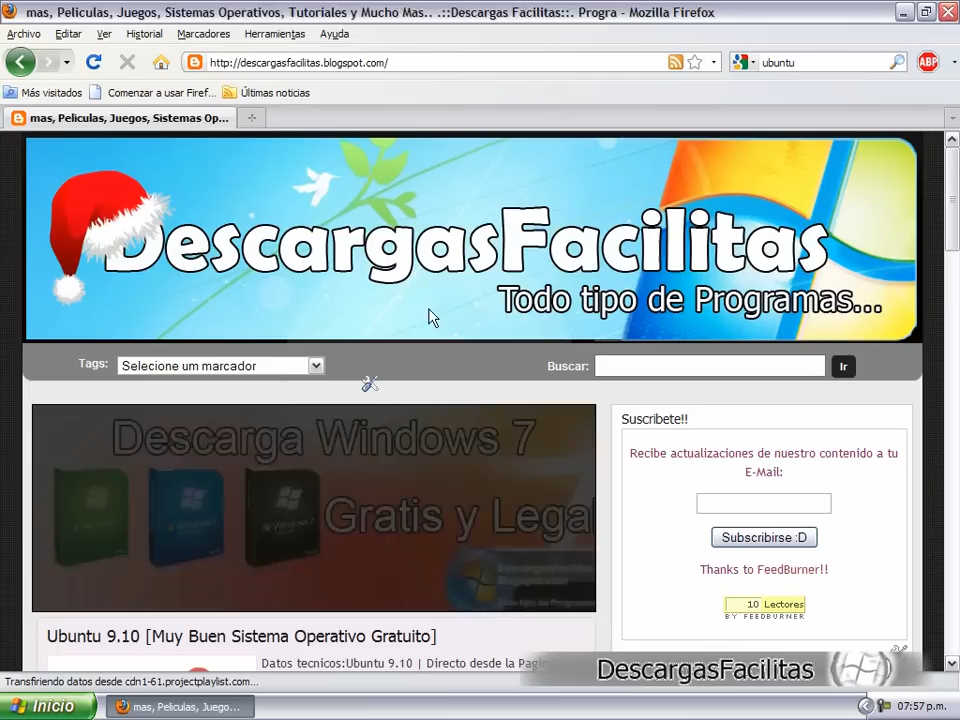 mas, Peliculas, Juegos, Sistemas Operativos, Tutoriales y Mucho Mas.. .::Descargas Facilitas::. Progra - Mozilla Firefox
Archivo Editar Ver Historial Marcadores Herramientas Ayuda
http://descargasfacilitas.blogspot.com/ ubuntu ABP
Más visitados Comenzar a usar Firef... Últimas noticias
mas, Peliculas, Juegos, Sistemas Op...
DescargasFacilitas
Todo tipo de Programas...
Tags: Selecione um marcador Buscar: Ir
Descarga Windows 7
Gratis y Legal
Suscribete!!
Recibe actualizaciones de nuestro contenido a tu
E-Mail:
Subscribirse :D
Thanks to FeedBurner!!
10 Lectores
BY FEEDBURNER
Ubuntu 9.10 [Muy Buen Sistema Operativo Gratuito]
Datos tecnicos:Ubuntu 9.10 | Directo desde la Pagin
DescargasFacilitas
Transfiriendo datos desde cdn1-61.projectplaylist.com...
Inicio mas, Peliculas, Juego... 07:57 p.m.